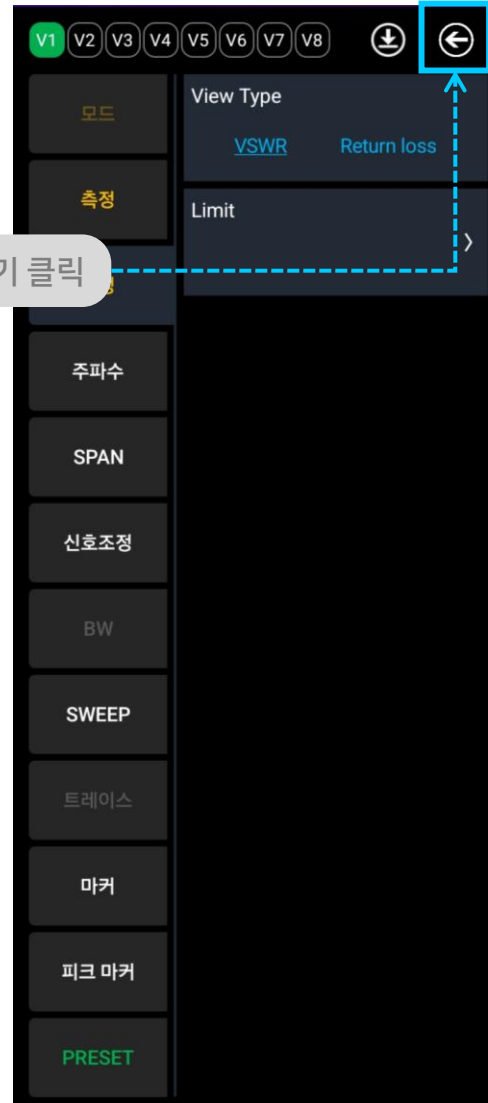 V1 V2 V3 V4 V5 V6 V7 V8
모드
View Type
VSWR Return loss
측정
Limit
기 클릭
주파수
SPAN
신호조정
BW
SWEEP
트레이스
마커
피크 마커
PRESET